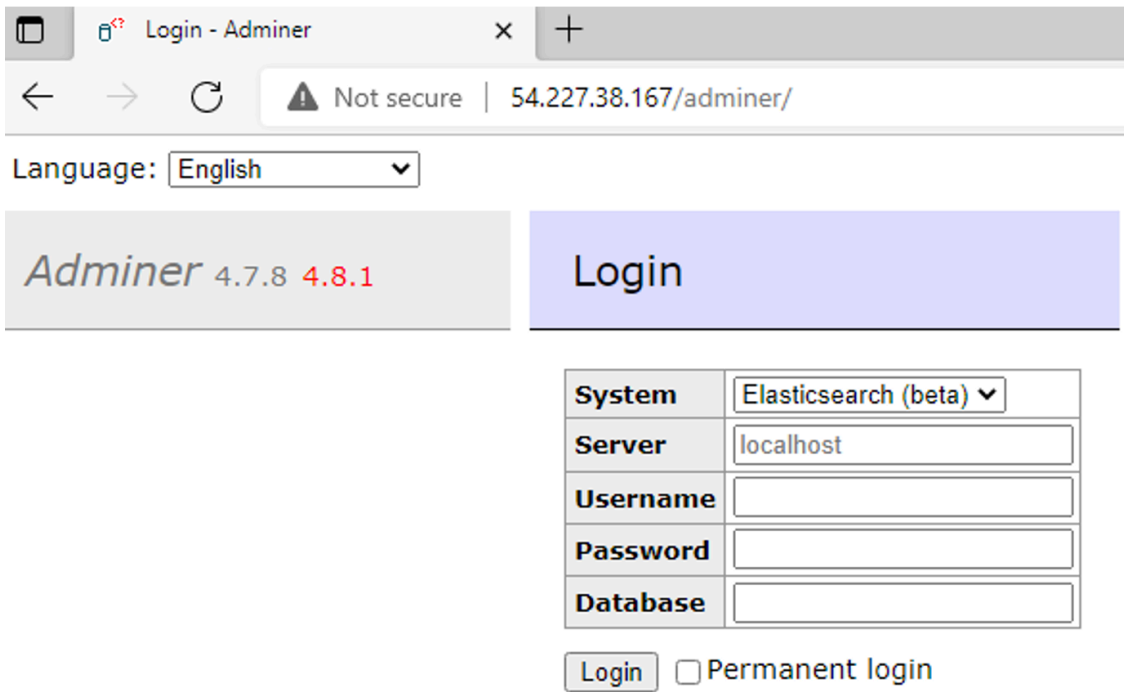 Login - Adminer
Not secure | 54.227.38.167/adminer/
Language: English
Adminer 4.7.8 4.8.1
Login
System Elasticsearch (beta)
Server localhost
Username
Password
Database
Login Permanent login